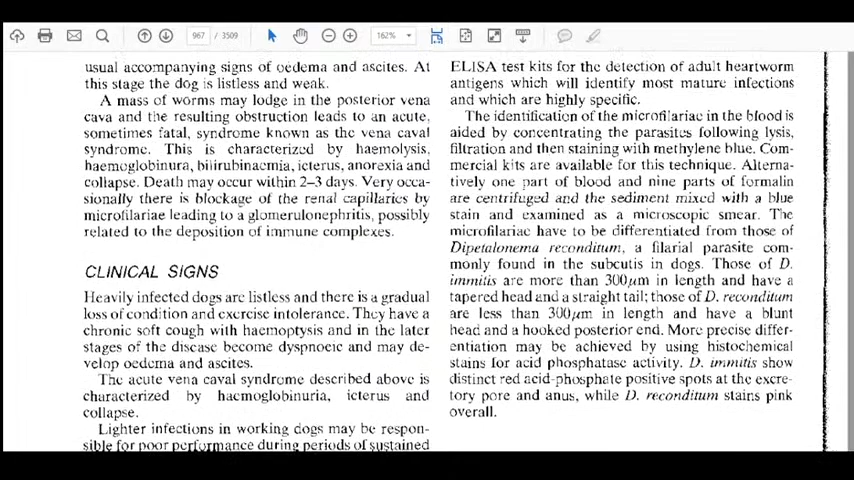 967 / 3509
162%
usual accompanying signs of oedema and ascites. At
this stage the dog is listless and weak.
A mass of worms may lodge in the posterior vena
cava and the resulting obstruction leads to an acute,
sometimes fatal, syndrome known as the vena caval
syndrome. This is characterized by haemolysis,
haemoglobinura, bilirubinaemia, icterus, anorexia and
collapse. Death may occur within 2–3 days. Very occa-
sionally there is blockage of the renal capillaries by
microfilariae leading to a glomerulonephritis, possibly
related to the deposition of immune complexes.
CLINICAL SIGNS
Heavily infected dogs are listless and there is a gradual
loss of condition and exercise intolerance. They have a
chronic soft cough with haemoptysis and in the later
stages of the disease become dyspnoeic and may de-
velop oedema and ascites.
The acute vena caval syndrome described above is
characterized by haemoglobinuria, icterus and
collapse.
Lighter infections in working dogs may be respon-
sible for poor performance during periods of sustained
ELISA test kits for the detection of adult heartworm
antigens which will identify most mature infections
and which are highly specific.
The identification of the microfilariae in the blood is
aided by concentrating the parasites following lysis,
filtration and then staining with methylene blue. Com-
mercial kits are available for this technique. Alterna-
tively one part of blood and nine parts of formalin
are centrifuged and the sediment mixed with a blue
stain and examined as a microscopic smear. The
microfilariae have to be differentiated from those of
Dipetalonema reconditum, a filarial parasite com-
monly found in the subcutis in dogs. Those of D.
immitis are more than 300μm in length and have a
tapered head and a straight tail; those of D. reconditum
are less than 300μm in length and have a blunt
head and a hooked posterior end. More precise differ-
entiation may be achieved by using histochemical
stains for acid phosphatase activity. D. immitis show
distinct red acid-phosphate positive spots at the excre-
tory pore and anus, while D. reconditum stains pink
overall.